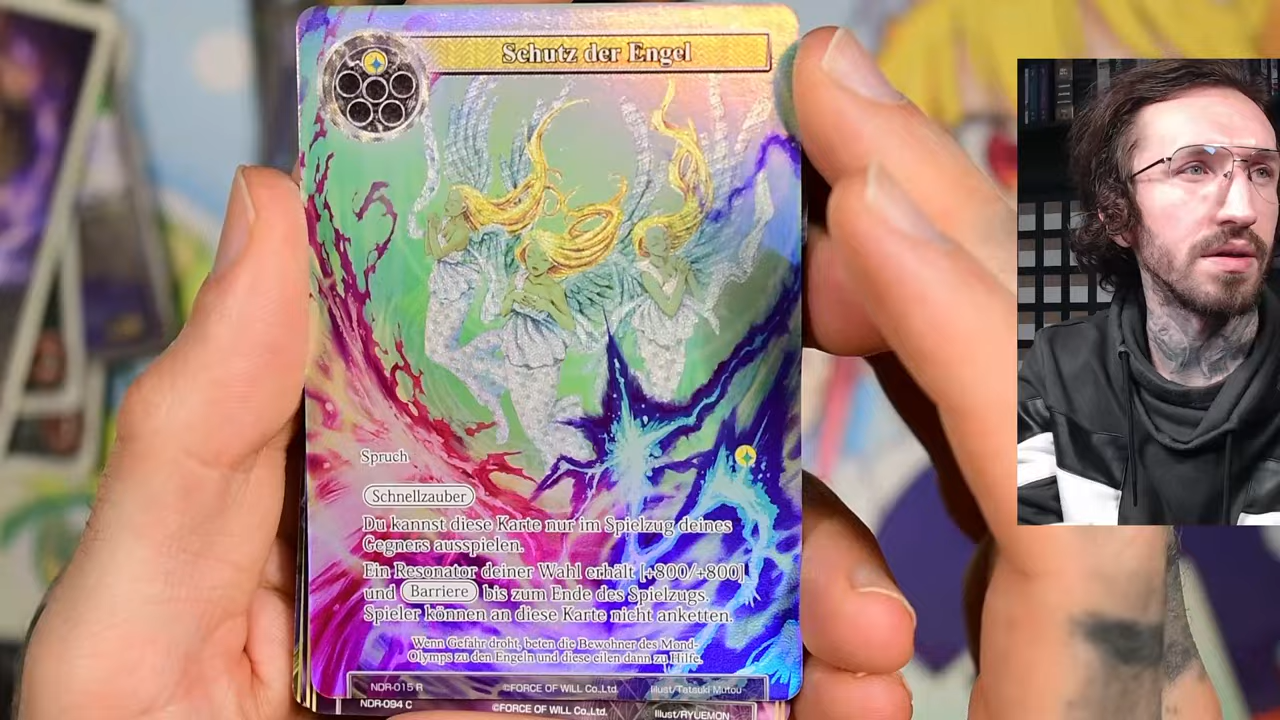 Schutz der Engel
Spruch
Schnellzauber
Du kannst diese Karte nur im Spielzug deines
Gegners ausspielen.
Ein Resonator deiner Wahl erhält [+800/+800]
und Barriere bis zum Ende des Spielzugs.
Spieler können an diese Karte nicht anketten.
Wenn Gefahr droht, beten die Bewohner des Mond-
Olymps zu den Engeln und diese eilen dann zu Hilfe.
NDR-015 R ©FORCE OF WILL Co.,Ltd. Illust/Tatsuki Mutou
NDR-094 C ©FORCE OF WILL Co.,Ltd. Illust/RYUEMON